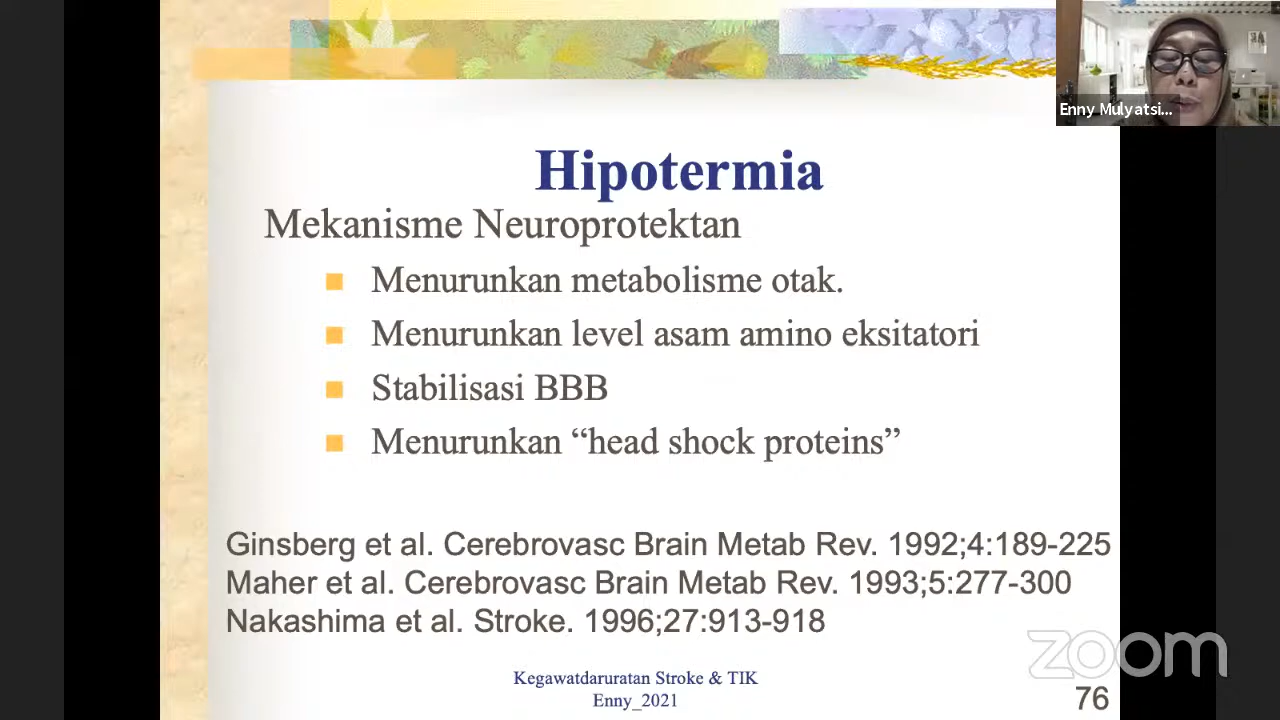 Enny Mulyatsi...
Hipotermia
Mekanisme Neuroprotektan
Menurunkan metabolisme otak.
Menurunkan level asam amino eksitatori
Stabilisasi BBB
Menurunkan “head shock proteins”
Ginsberg et al. Cerebrovasc Brain Metab Rev. 1992;4:189-225
Maher et al. Cerebrovasc Brain Metab Rev. 1993;5:277-300
Nakashima et al. Stroke. 1996;27:913-918
Kegawatdaruratan Stroke & TIK
Enny_2021
zoom
76